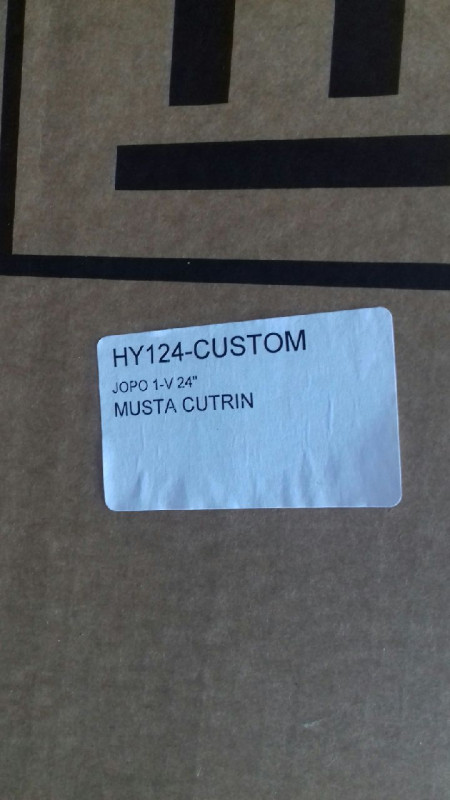 HY124-CUSTOM
JOPO 1-V 24"
MUSTA CUTRIN